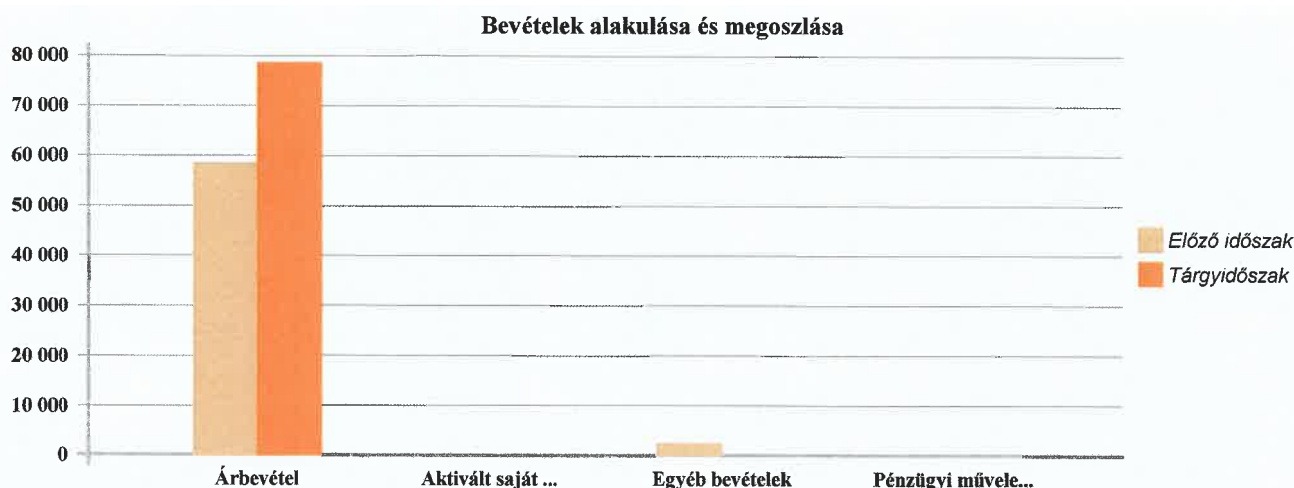 Bevételek alakulása és megoszlása
80 000
70 000
60 000
50 000
40 000
30 000
20 000
10 000
0
Árbevétel
Aktivált saját ...
Egyéb bevételek
Pénzügyi művele...
Előző időszak
Tárgyidőszak